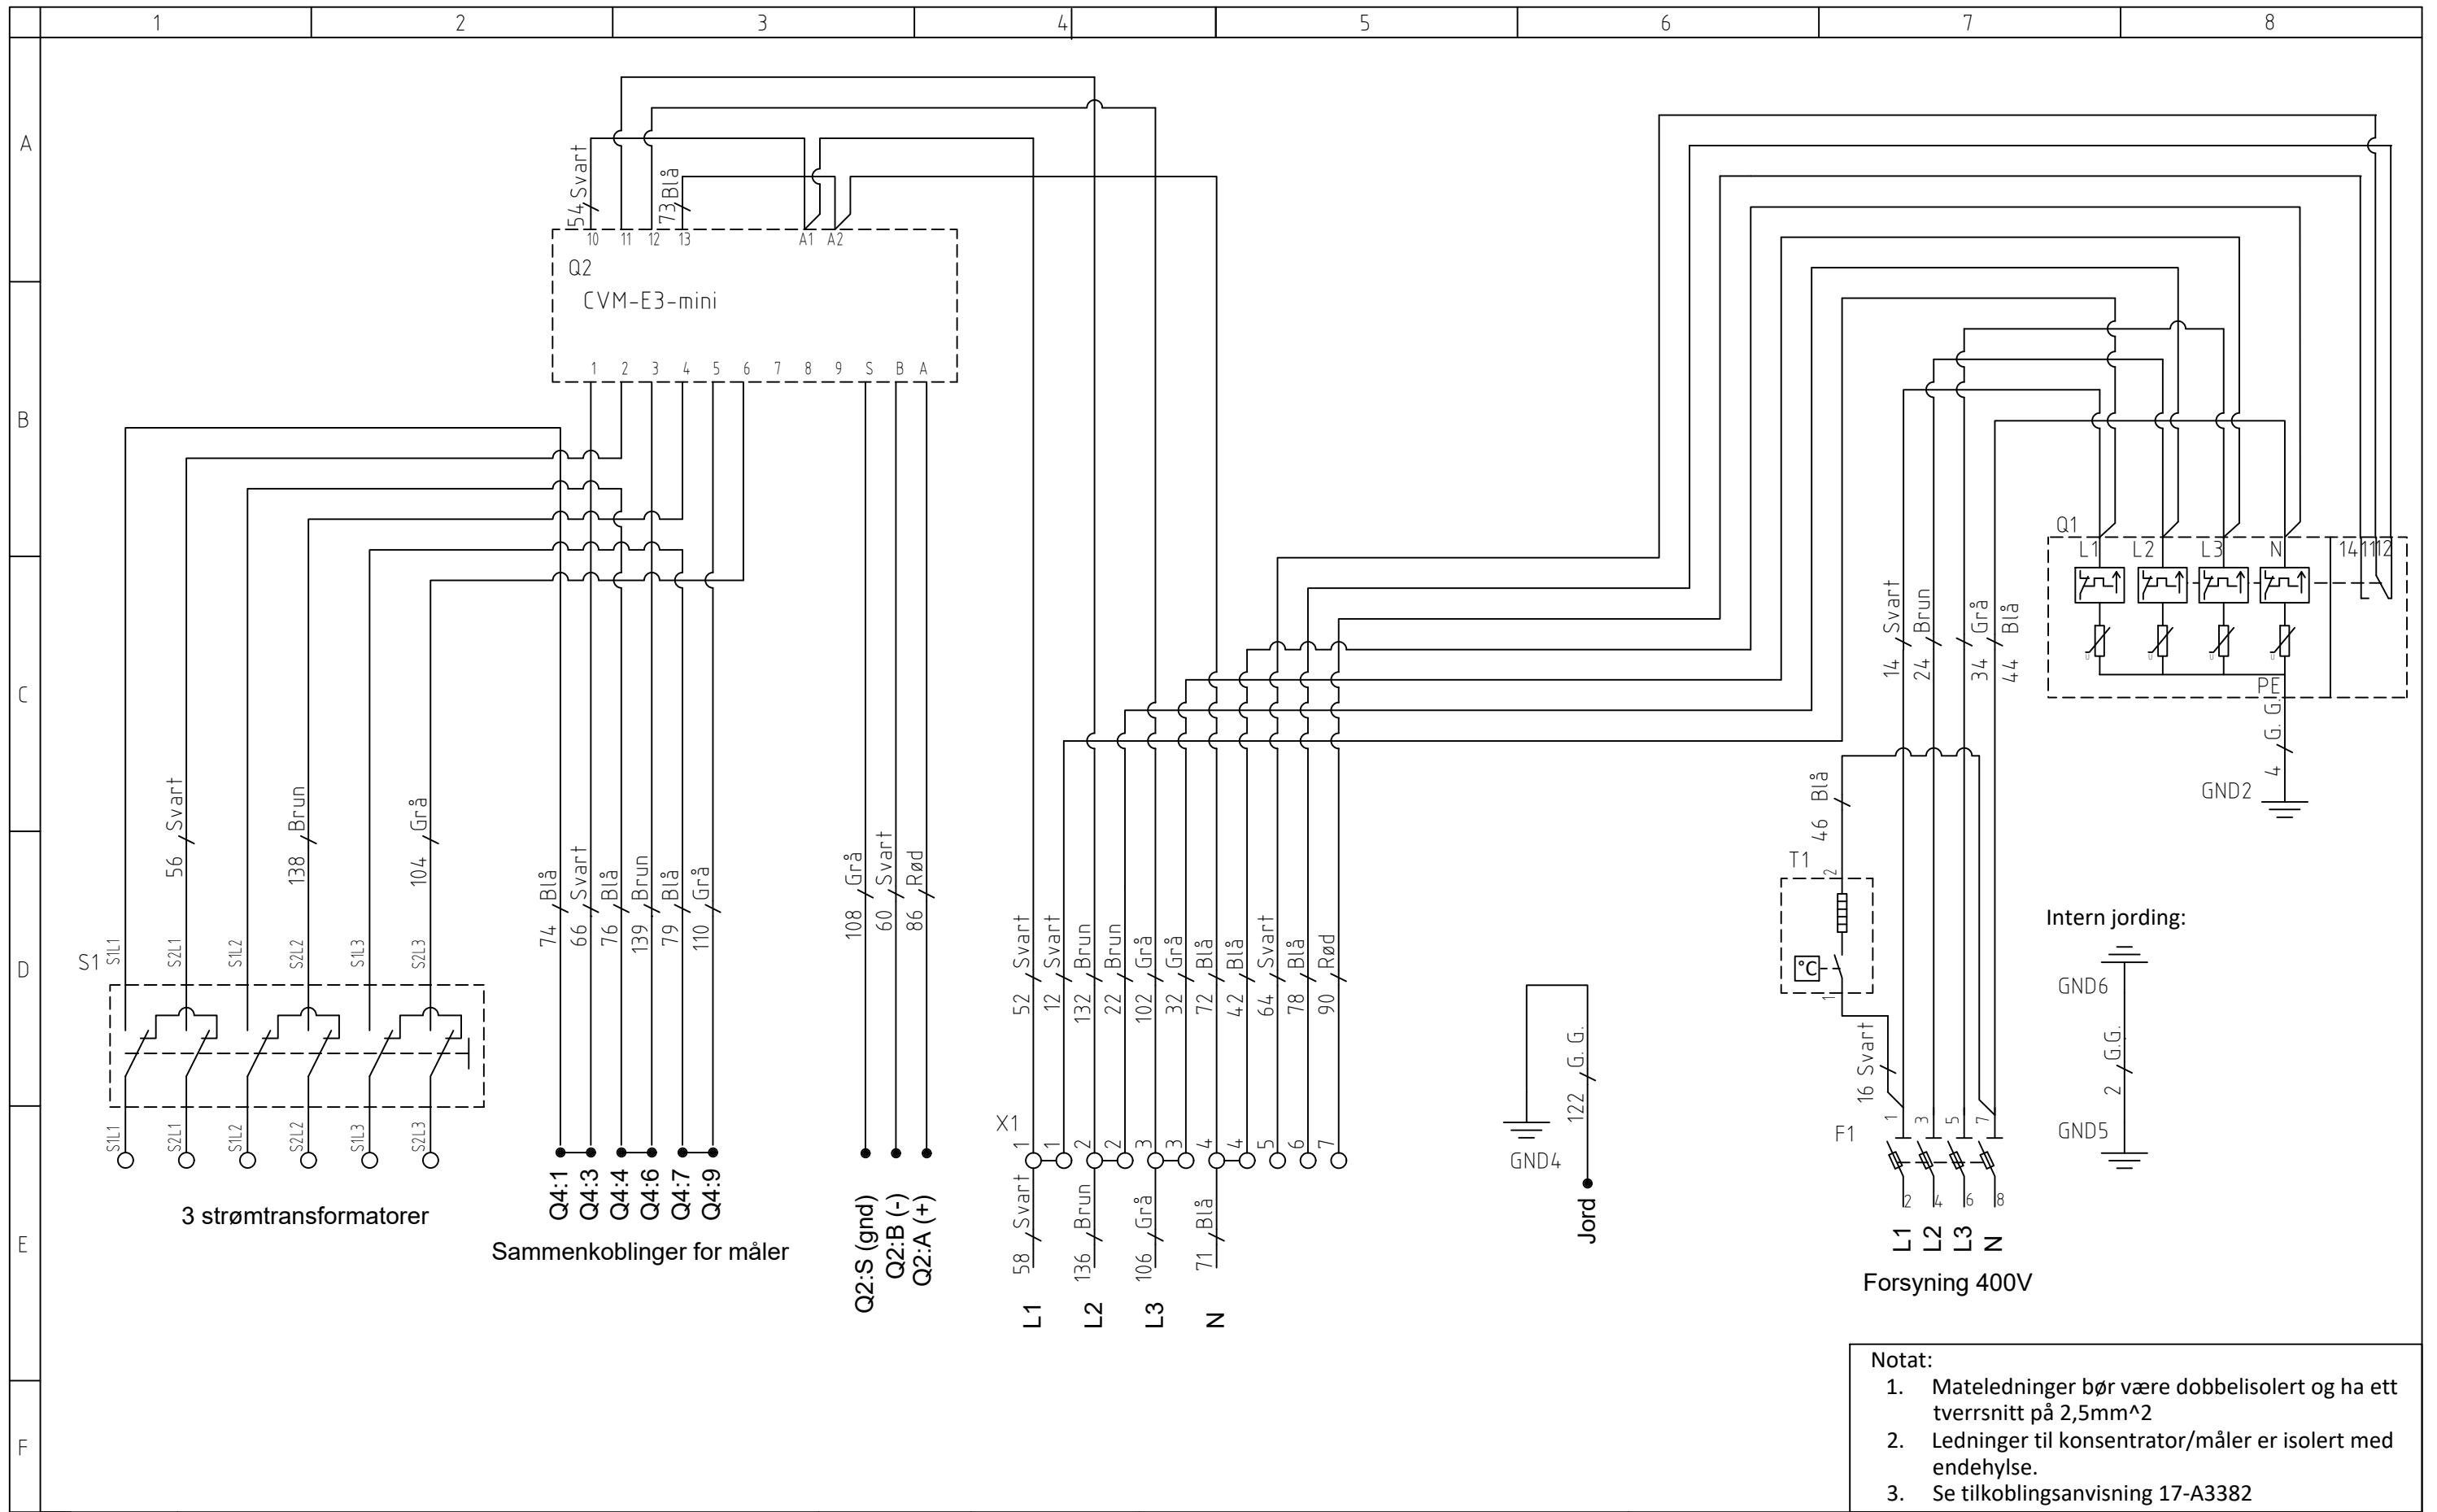 1 2 3 4 5 6 7 8
A
B
C
D
E
F
54 Svart
73 Blå
10 11 12 13 A1 A2
Q2
CVM-E3-mini
1 2 3 4 5 6 7 8 9 S B A
56 Svart
138 Brun
104 Grå
S1
S1L1 S2L1 S1L2 S2L2 S1L3 S2L3
S1L1 S2L1 S1L2 S2L2 S1L3 S2L3
3 strømtransformatorer
74 Blå
66 Svart
76 Blå
139 Brun
79 Blå
110 Grå
Q4:1
Q4:3
Q4:4
Q4:6
Q4:7
Q4:9
Sammenkoblinger for måler
108 Grå
60 Svart
86 Rød
Q2:S (gnd)
Q2:B (-)
Q2:A (+)
52 Svart
12 Svart
132 Brun
22 Brun
102 Grå
32 Grå
72 Blå
42 Blå
64 Svart
78 Blå
90 Rød
X1
1 1 2 2 3 3 4 4 5 6 7
58 Svart
136 Brun
106 Grå
71 Blå
L1
L2
L3
N
122 G. G.
GND4
Jord
Q1
L1 L2 L3 N 14 11 12
U U U U
PE
4 G. G.
GND2
14 Svart
24 Brun
34 Grå
44 Blå
46 Blå
T1
2
°C
1
16 Svart
F1
1 3 5 7
2 4 6 8
L1
L2
L3
N
Forsyning 400V
Intern jording:
GND6
2 G.G.
GND5
Notat:
1. Mateledninger bør være dobbelisolert og ha ett
tverrsnitt på 2,5mm^2
2. Ledninger til konsentrator/måler er isolert med
endehylse.
3. Se tilkoblingsanvisning 17-A3382